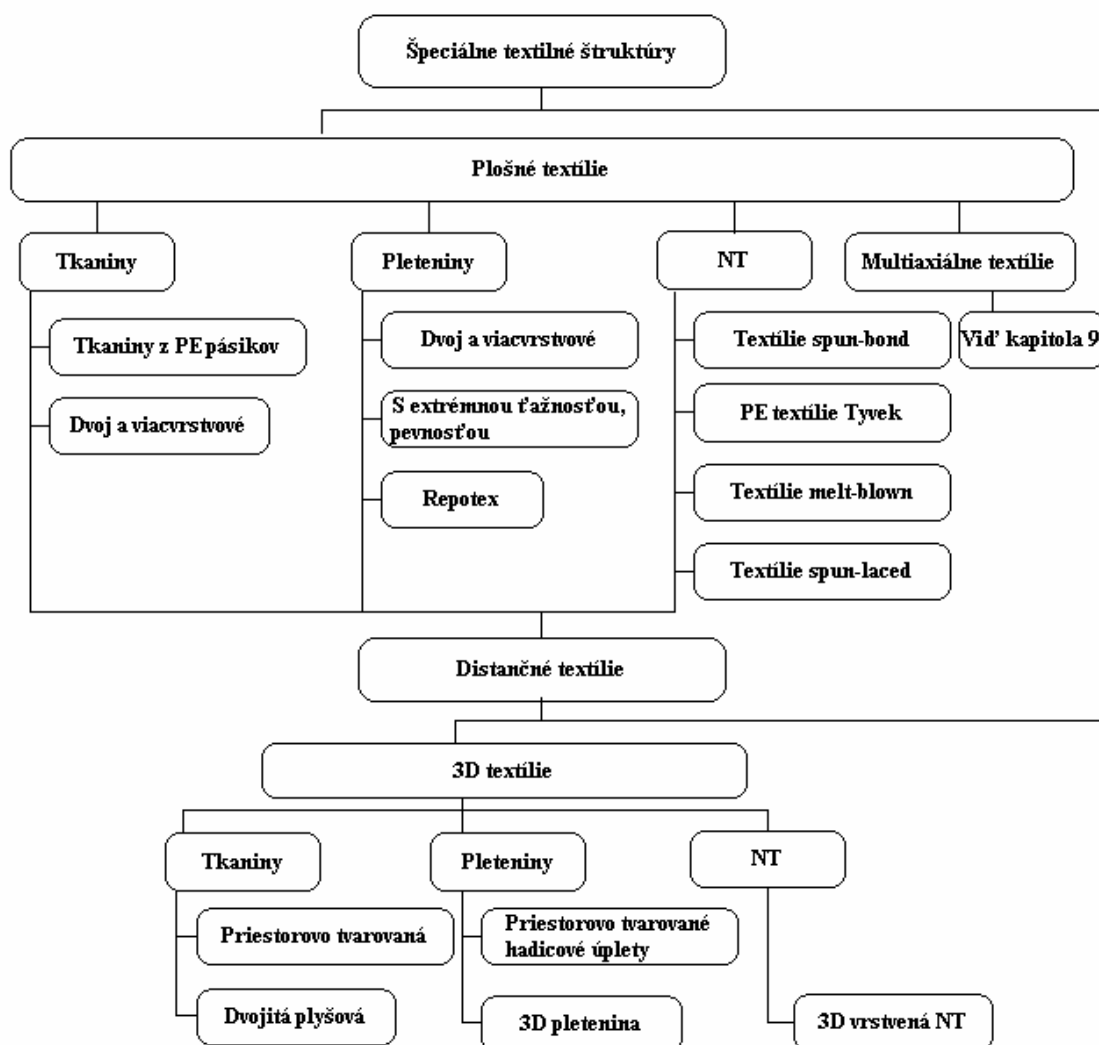 Špeciálne textilné štruktúry
Plošné textílie
Tkaniny
Pleteniny
NT
Multiaxiálne textílie
Tkaniny z PE pásikov
Dvoj a viacvrstvové
Textílie spun-bond
Viď kapitola 9
Dvoj a viacvrstvové
S extrémnou ťažnosťou,
pevnosťou
PE textílie Tyvek
Repotex
Textílie melt-blown
Textílie spun-laced
Distančné textílie
3D textílie
Tkaniny
Pleteniny
NT
Priestorovo tvarovaná
Priestorovo tvarované
hadicové úplety
Dvojitá plyšová
3D pletenina
3D vrstvená NT